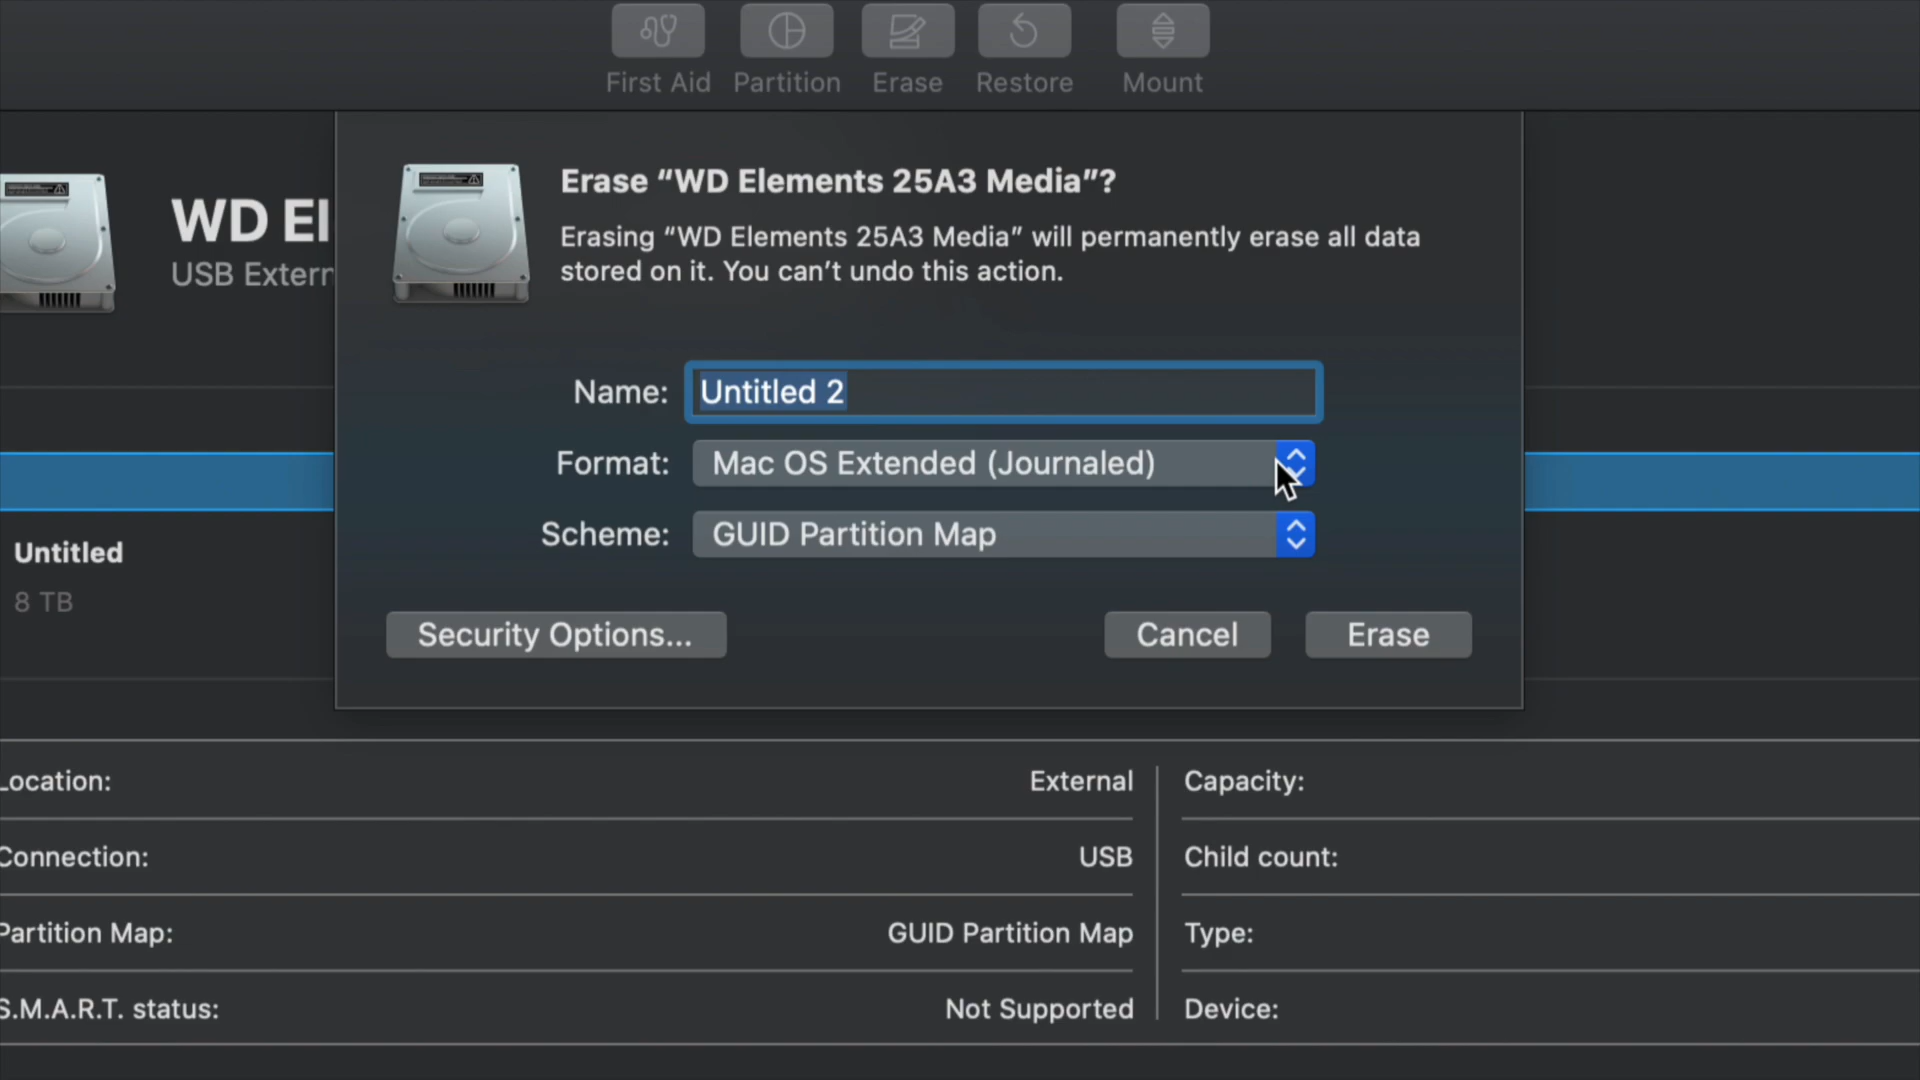 First Aid Partition Erase Restore Mount
WD El
USB Extern
Erase “WD Elements 25A3 Media”?
Erasing “WD Elements 25A3 Media” will permanently erase all data
stored on it. You can’t undo this action.
Name: Untitled 2
Format: Mac OS Extended (Journaled)
Scheme: GUID Partition Map
Security Options... Cancel Erase
Untitled
8 TB
Location: External Capacity:
Connection: USB Child count:
Partition Map: GUID Partition Map Type:
S.M.A.R.T. status: Not Supported Device: